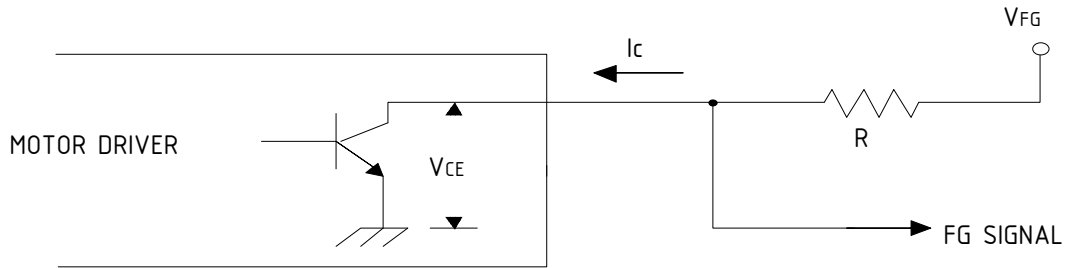 VFG
Ic
R
MOTOR DRIVER
VCE
FG SIGNAL